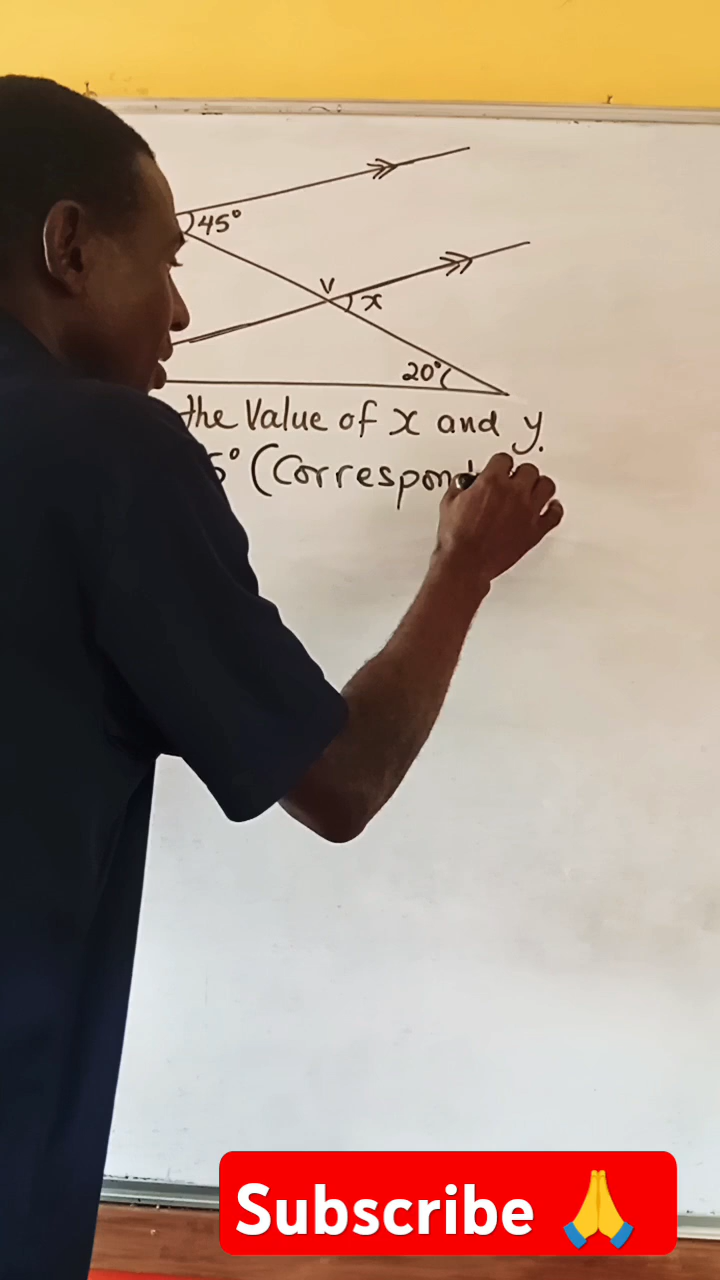 45°
V
x
20°
the Value of x and y.
° (Correspond
Subscribe 🙏